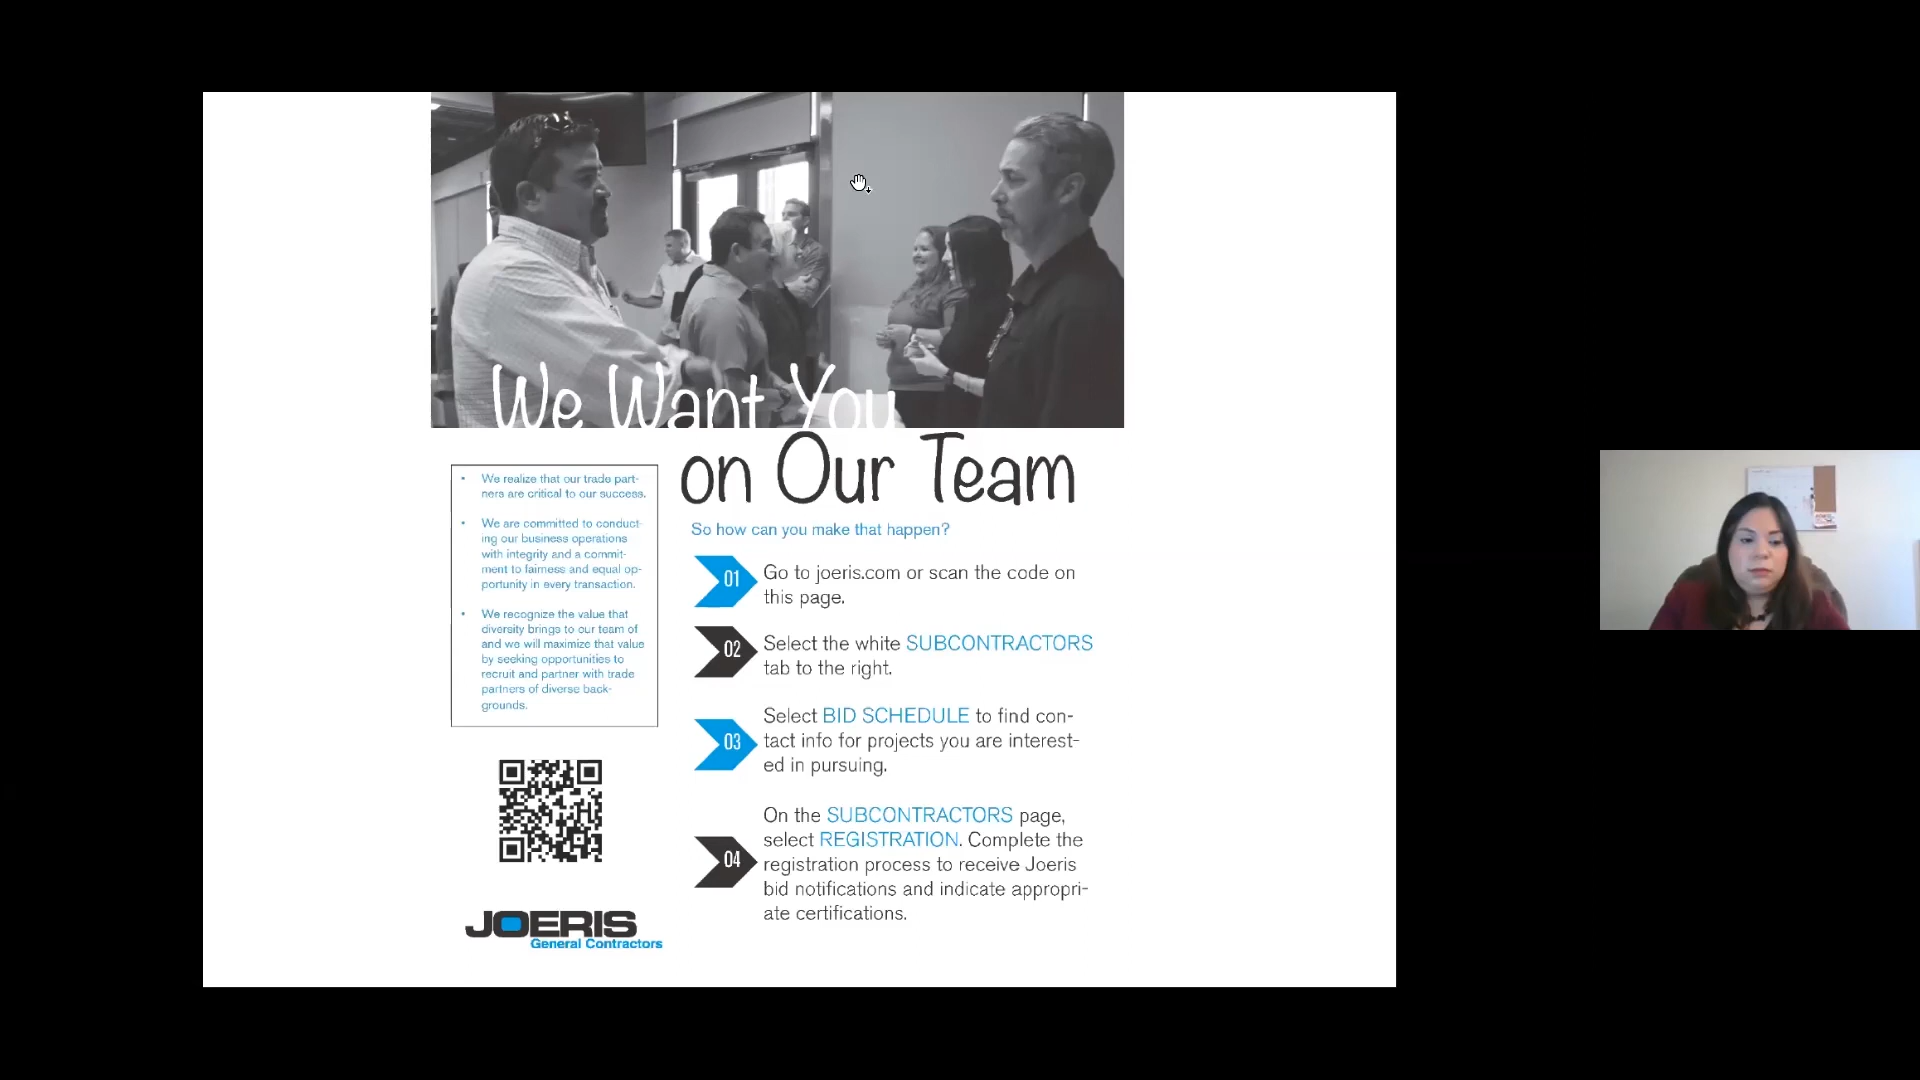 We Want You
on Our Team
• We realize that our trade part-
ners are critical to our success.
• We are committed to conduct-
ing our business operations
with integrity and a commit-
ment to fairness and equal op-
portunity in every transaction.
• We recognize the value that
diversity brings to our team of
and we will maximize that value
by seeking opportunities to
recruit and partner with trade
partners of diverse back-
grounds.
So how can you make that happen?
01 Go to joeris.com or scan the code on
this page.
02 Select the white SUBCONTRACTORS
tab to the right.
03 Select BID SCHEDULE to find con-
tact info for projects you are interest-
ed in pursuing.
04 On the SUBCONTRACTORS page,
select REGISTRATION. Complete the
registration process to receive Joeris
bid notifications and indicate appropri-
ate certifications.
JOERIS
General Contractors